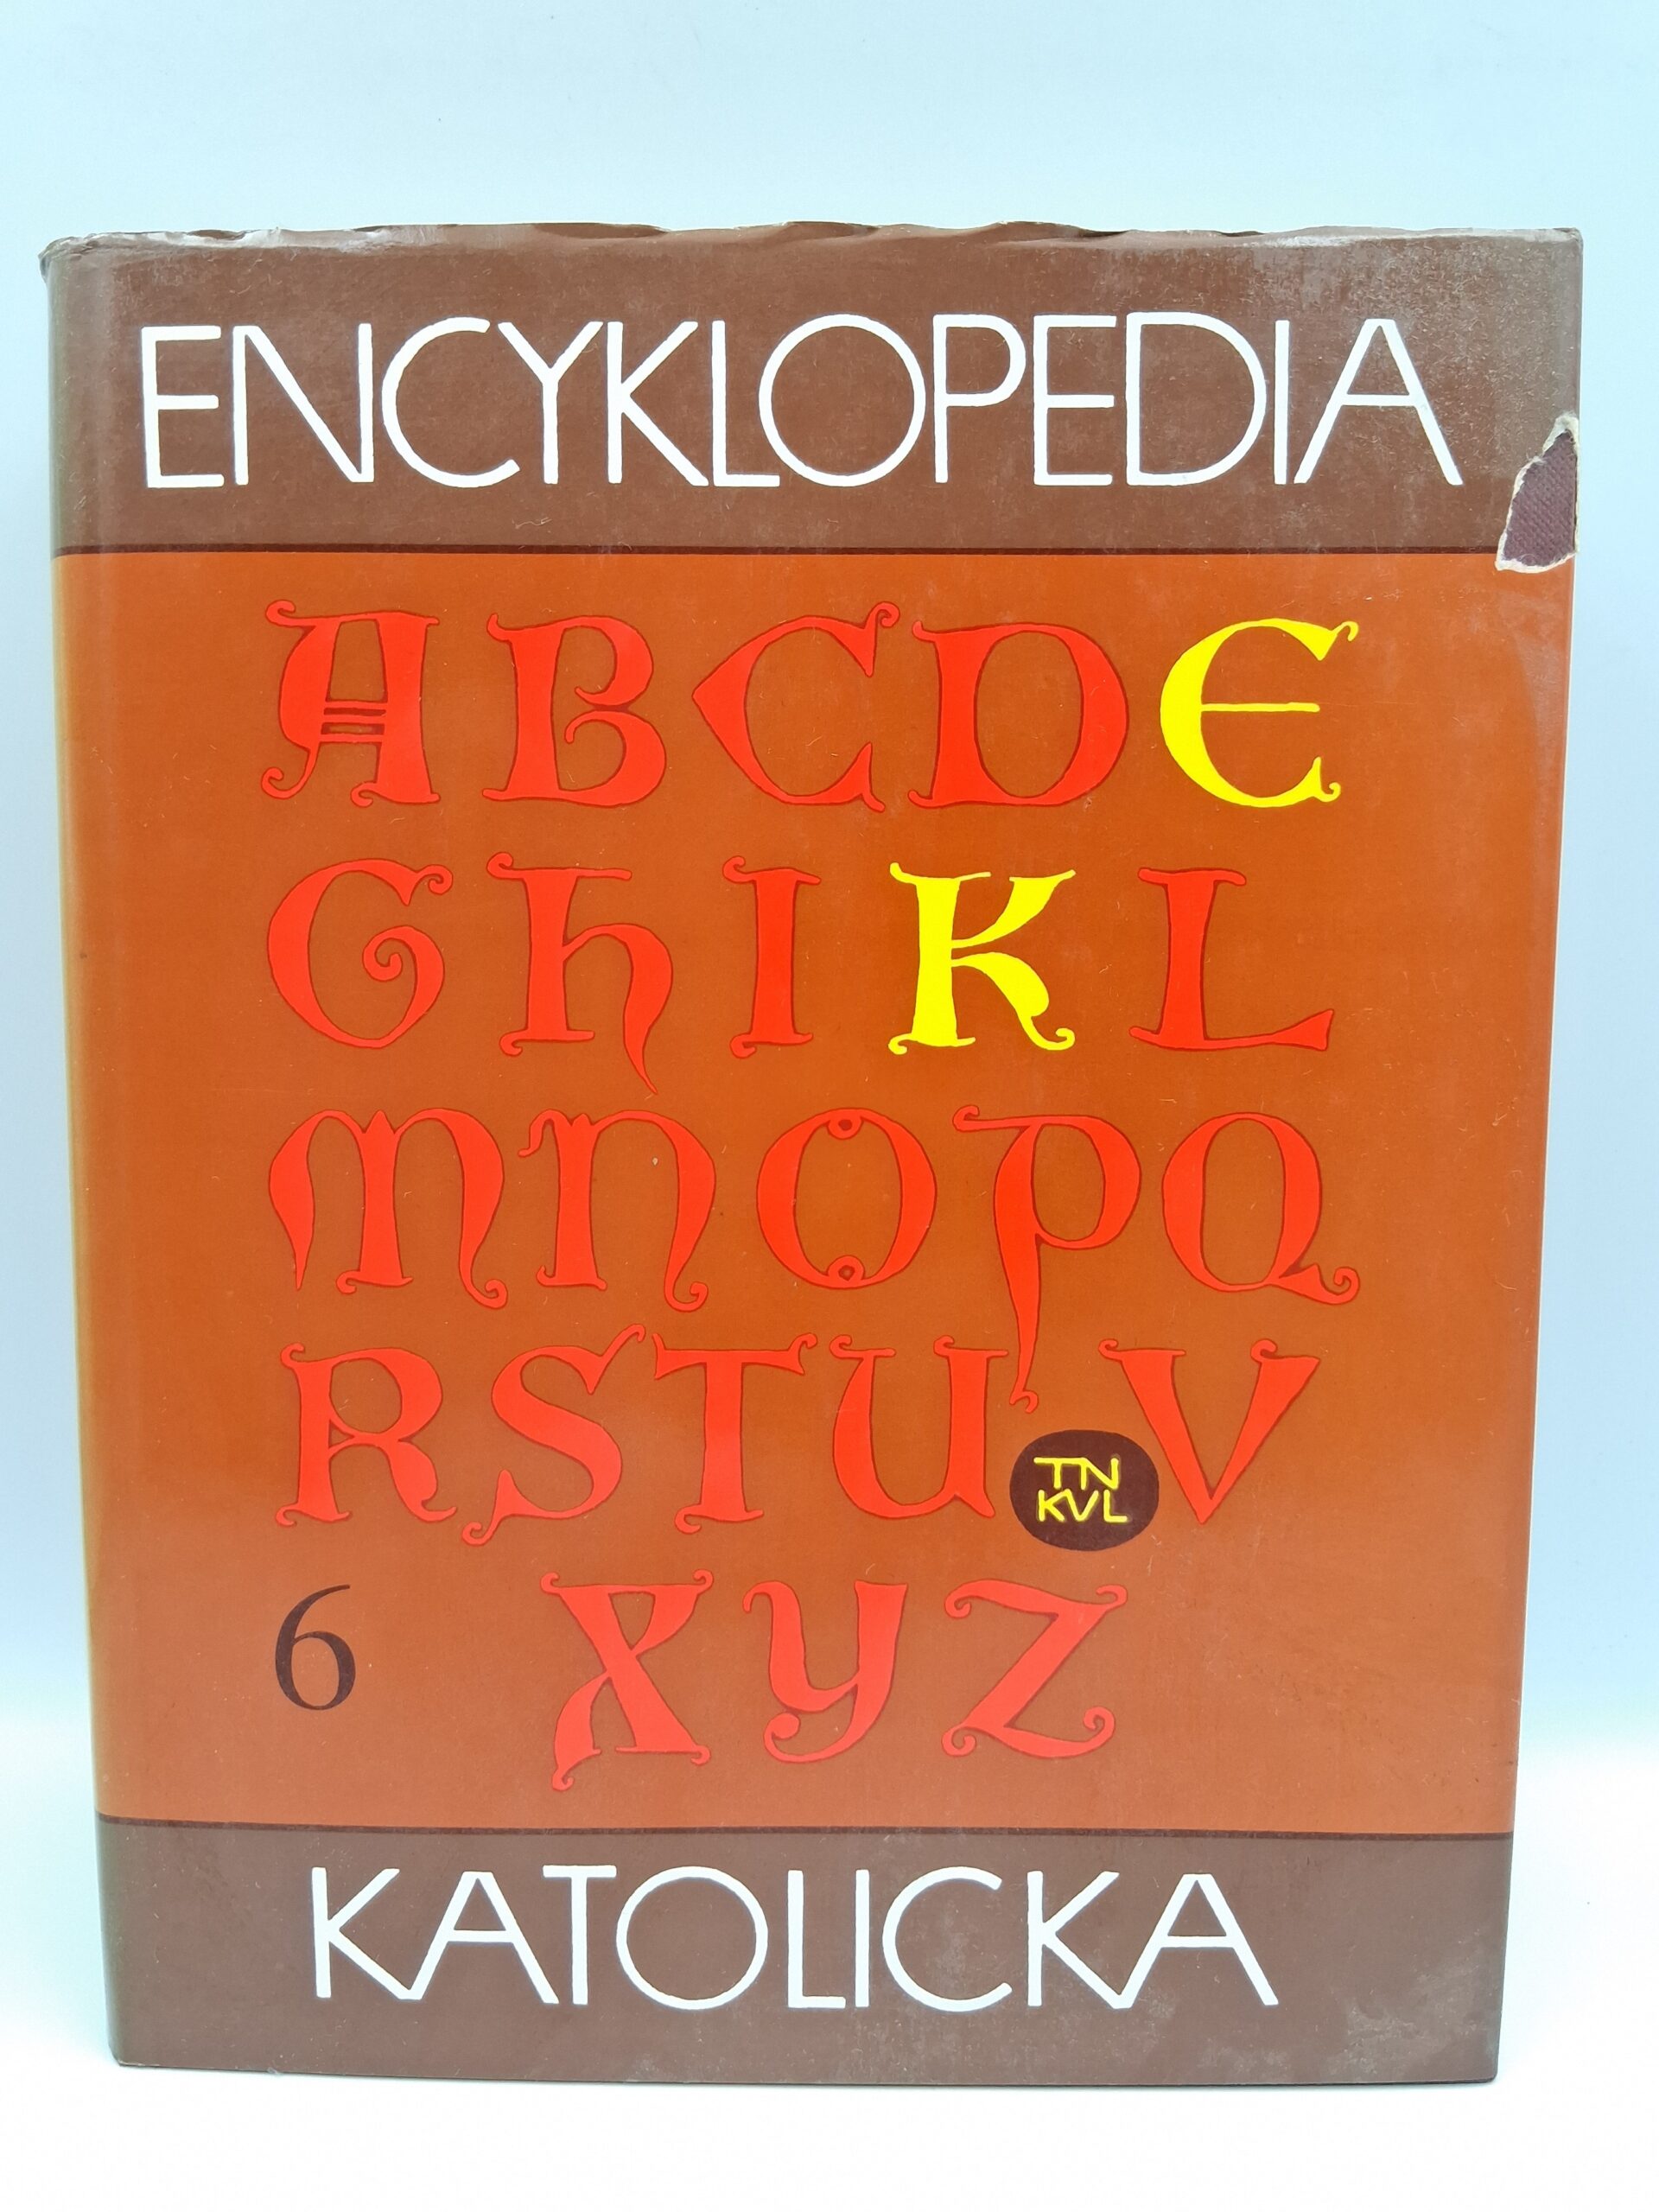 ENCYKLOPEDIA
ABCDE
GHIKL
MNOPQ
RSTUV
TN
KVL
6 XYZ
KATOLICKA